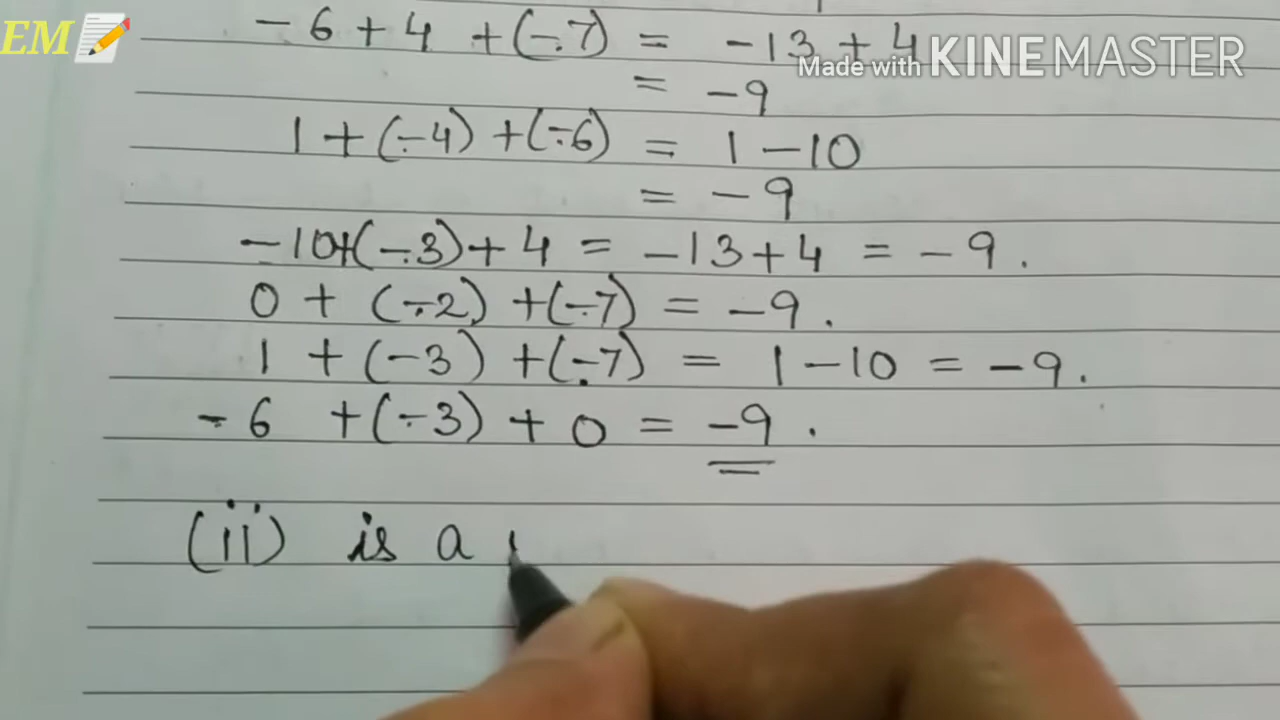 EM
-6 + 4 + (-7) = -13 + 4
Made with KINEMASTER
= -9
1 + (-4) + (-6) = 1 - 10
= -9
-10 + (-3) + 4 = -13 + 4 = -9.
0 + (-2) + (-7) = -9.
1 + (-3) + (-7) = 1 - 10 = -9.
-6 + (-3) + 0 = -9.
(ii) is a